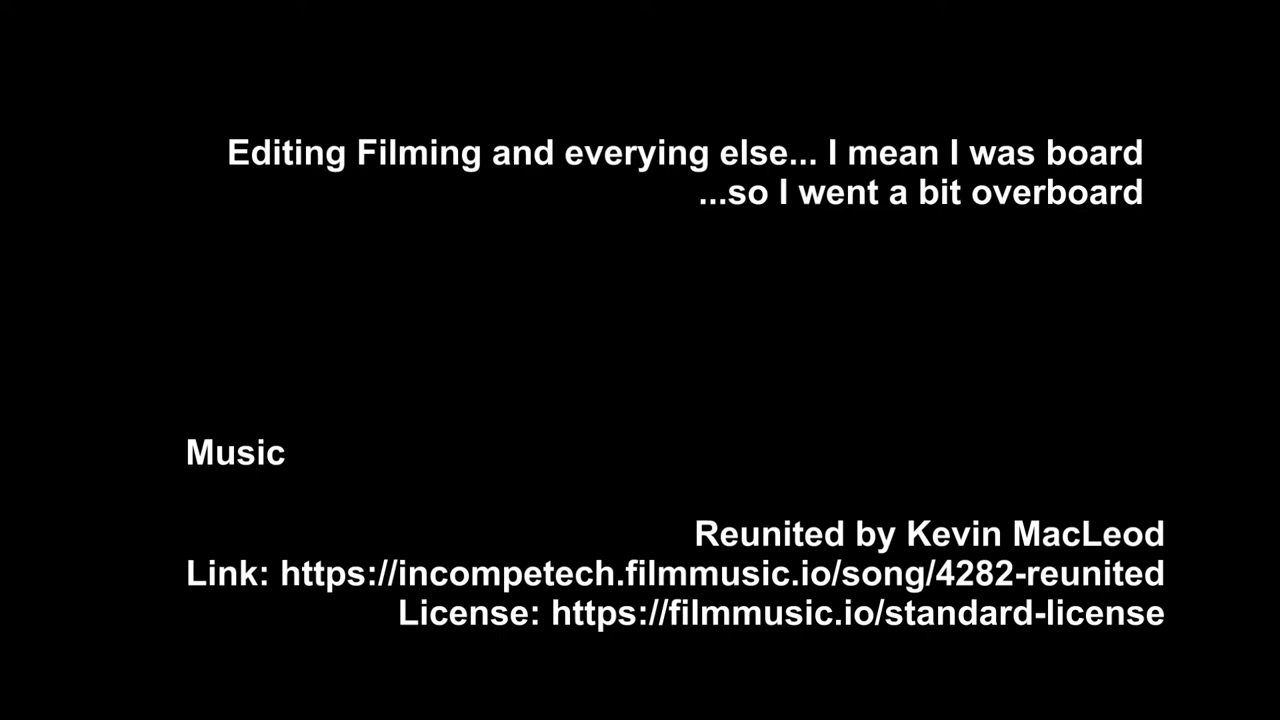 Editing Filming and everying else... I mean I was board
...so I went a bit overboard
Music
Reunited by Kevin MacLeod
Link: https://incompetech.filmmusic.io/song/4282-reunited
License: https://filmmusic.io/standard-license